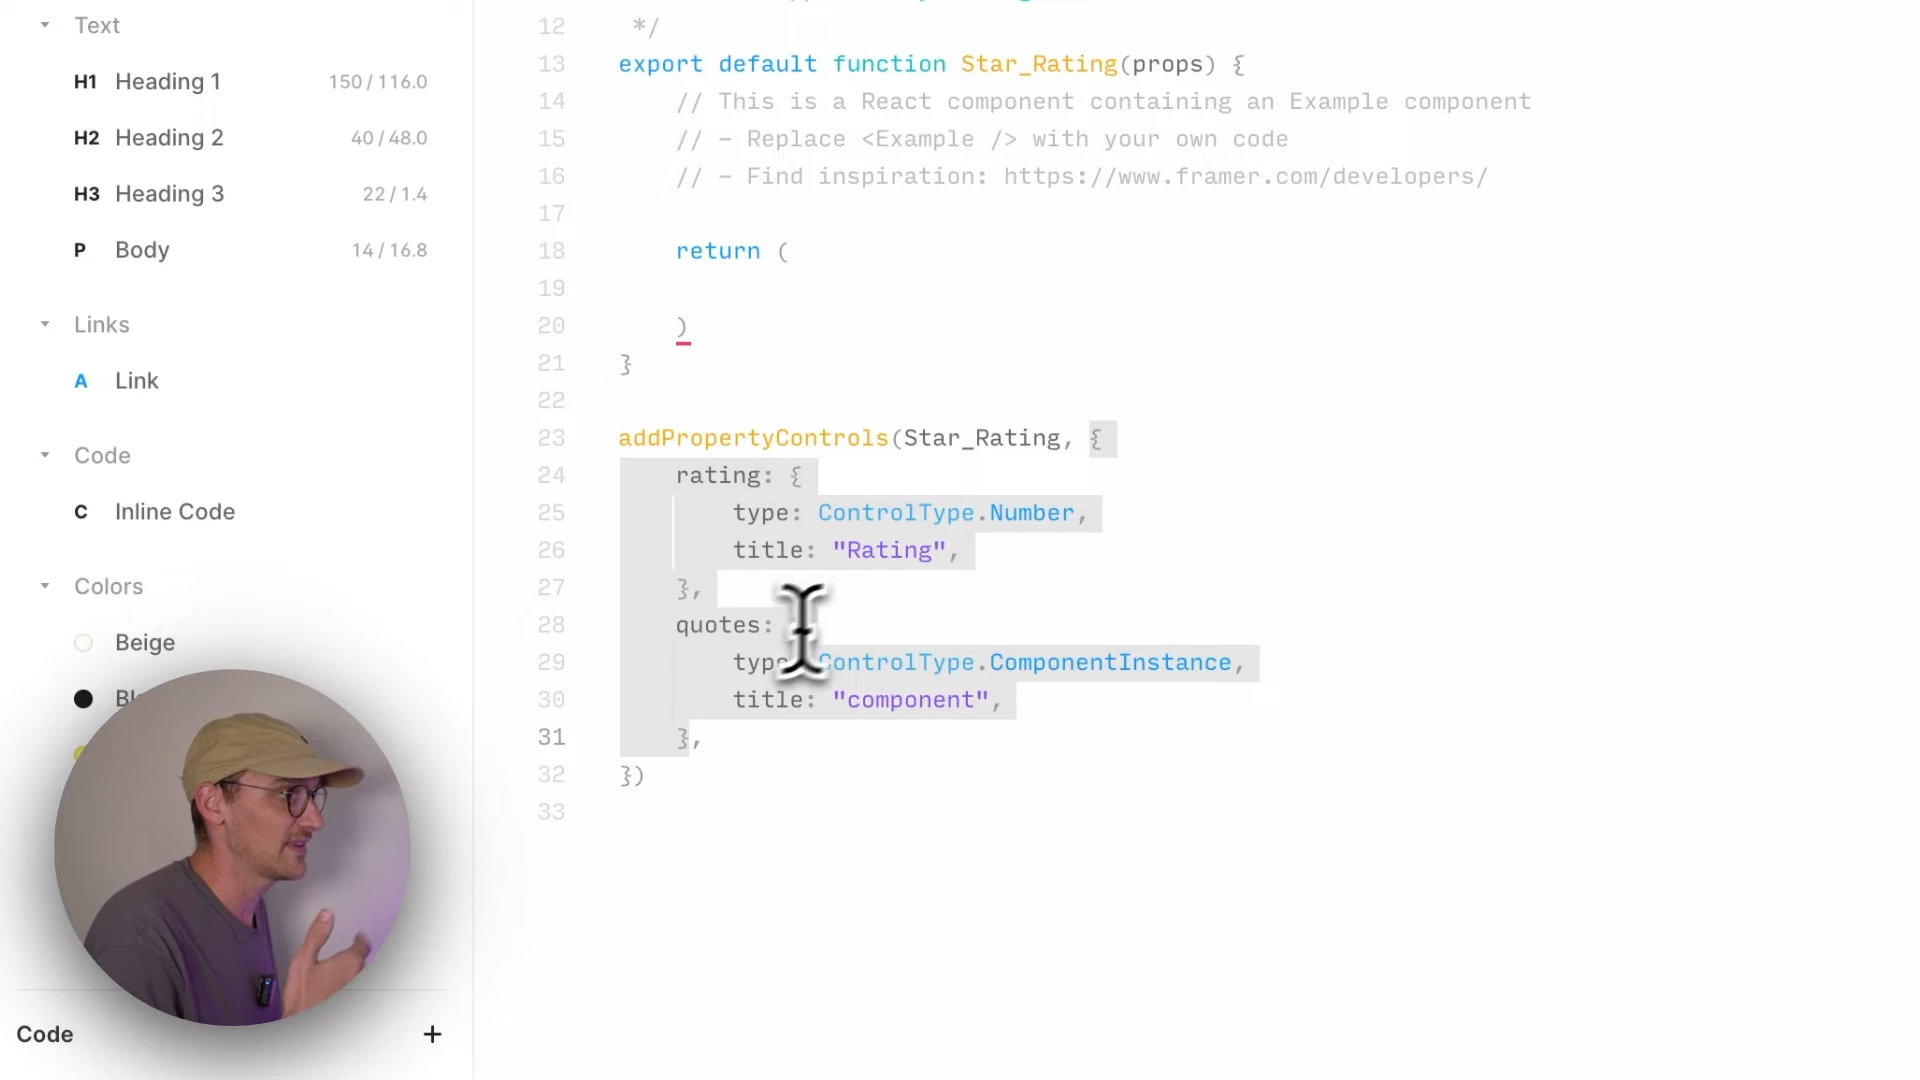 Text
H1 Heading 1 150 / 116.0
H2 Heading 2 40 / 48.0
H3 Heading 3 22 / 1.4
P Body 14 / 16.8
Links
A Link
Code
C Inline Code
Colors
Beige
Code +
12 */
13 export default function Star_Rating(props) {
14 // This is a React component containing an Example component
15 // - Replace <Example /> with your own code
16 // - Find inspiration: https://www.framer.com/developers/
17
18 return (
19
20 )
21 }
22
23 addPropertyControls(Star_Rating, {
24 rating: {
25 type: ControlType.Number,
26 title: "Rating",
27 },
28 quotes:
29 type ControlType.ComponentInstance,
30 title: "component",
31 },
32 })
33